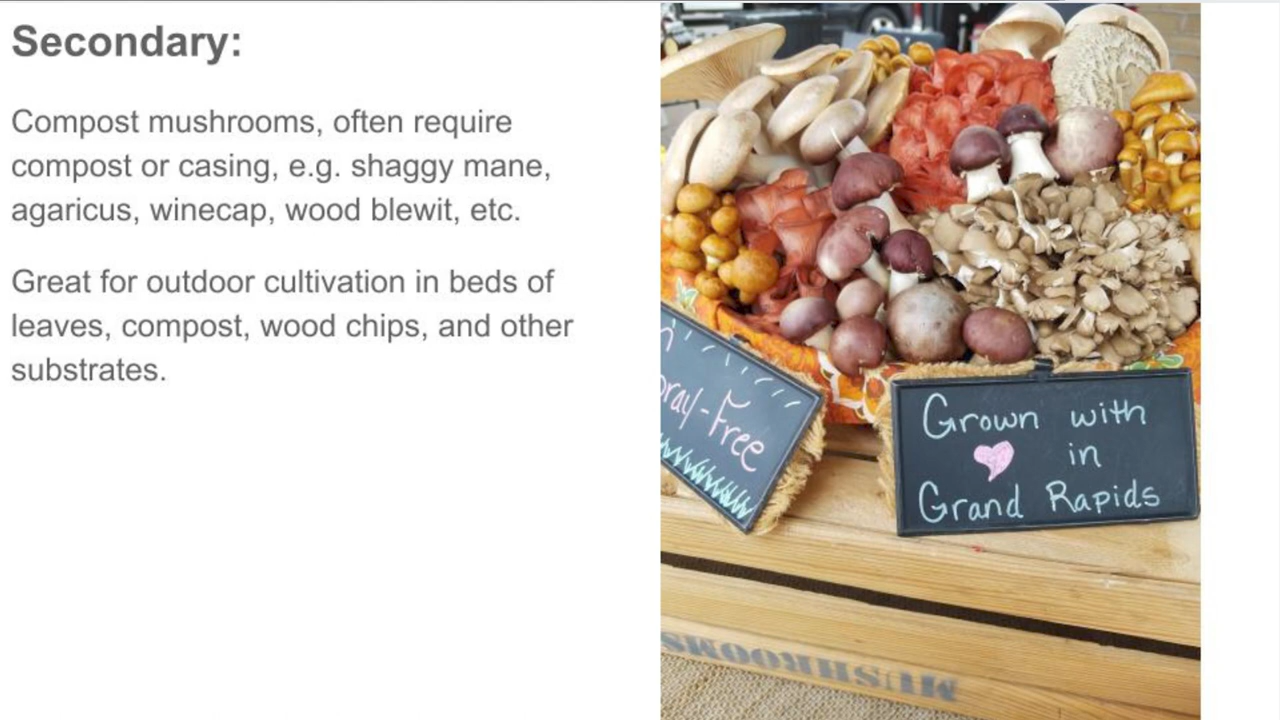 Secondary:
Compost mushrooms, often require
compost or casing, e.g. shaggy mane,
agaricus, winecap, wood blewit, etc.
Great for outdoor cultivation in beds of
leaves, compost, wood chips, and other
substrates.
Free
Grown with
in
Grand Rapids
MUSHROOMS